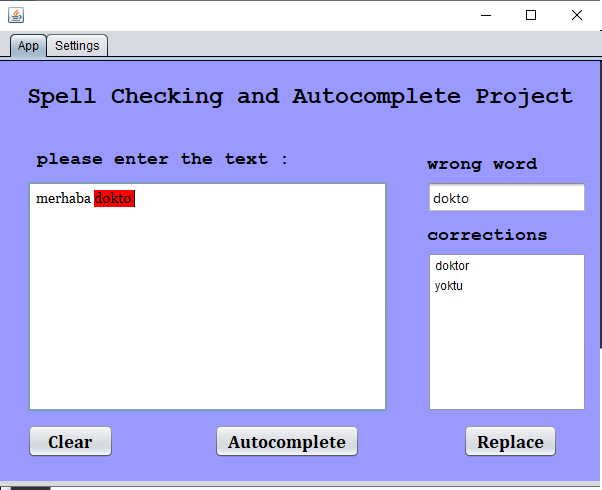 App Settings
Spell Checking and Autocomplete Project
please enter the text :
merhaba dokto
wrong word
dokto
corrections
doktor
yoktu
Clear Autocomplete Replace